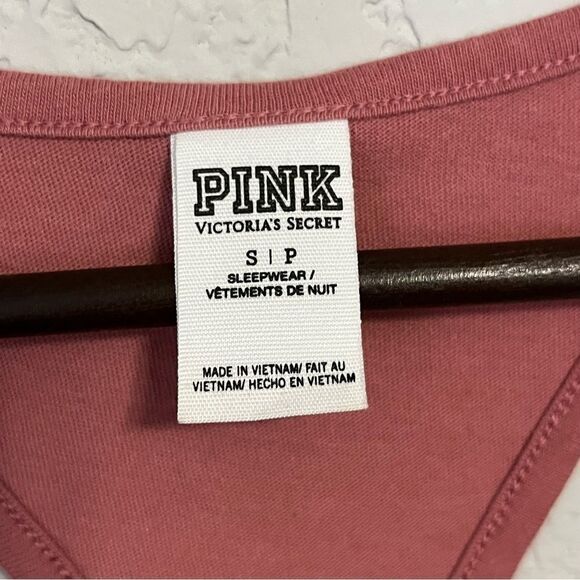 PINK
VICTORIA'S SECRET
S | P
SLEEPWEAR /
VÊTEMENTS DE NUIT
MADE IN VIETNAM/ FAIT AU
VIETNAM/ HECHO EN VIETNAM